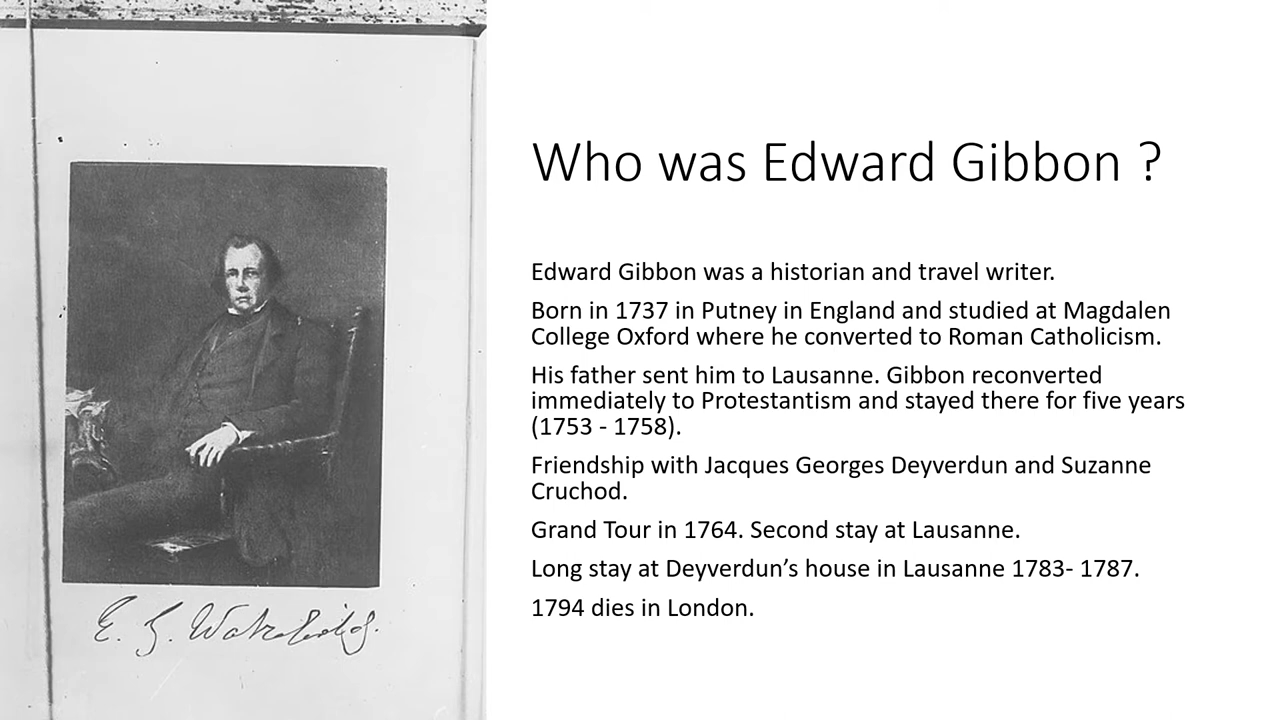 Who was Edward Gibbon ?
Edward Gibbon was a historian and travel writer.
Born in 1737 in Putney in England and studied at Magdalen
College Oxford where he converted to Roman Catholicism.
His father sent him to Lausanne. Gibbon reconverted
immediately to Protestantism and stayed there for five years
(1753 - 1758).
Friendship with Jacques Georges Deyverdun and Suzanne
Cruchod.
Grand Tour in 1764. Second stay at Lausanne.
Long stay at Deyverdun’s house in Lausanne 1783- 1787.
1794 dies in London.
E. G.